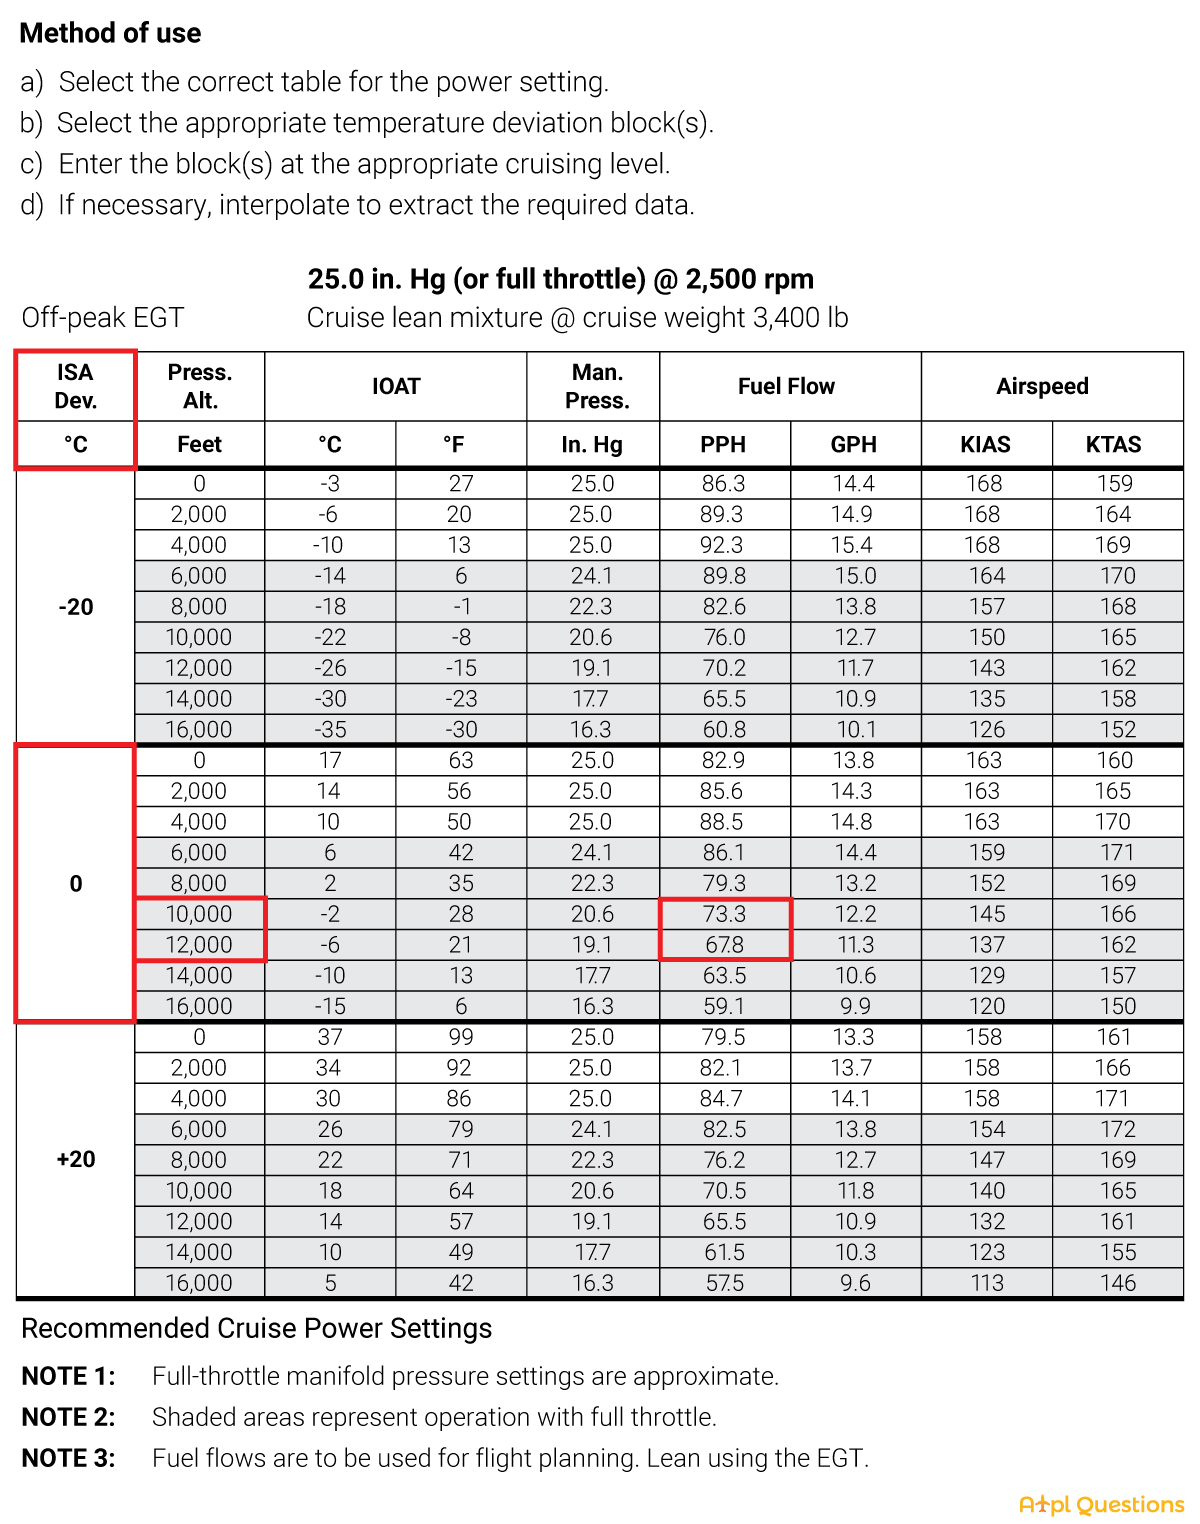 Method of use
a) Select the correct table for the power setting.
b) Select the appropriate temperature deviation block(s).
c) Enter the block(s) at the appropriate cruising level.
d) If necessary, interpolate to extract the required data.
25.0 in. Hg (or full throttle) @ 2,500 rpm
Off-peak EGT Cruise lean mixture @ cruise weight 3,400 lb
ISA Dev. Press. Alt. IOAT Man. Press. Fuel Flow Airspeed
°C Feet °C °F In. Hg PPH GPH KIAS KTAS
0 -3 27 25.0 86.3 14.4 168 159
2,000 -6 20 25.0 89.3 14.9 168 164
4,000 -10 13 25.0 92.3 15.4 168 169
6,000 -14 6 24.1 89.8 15.0 164 170
-20 8,000 -18 -1 22.3 82.6 13.8 157 168
10,000 -22 -8 20.6 76.0 12.7 150 165
12,000 -26 -15 19.1 70.2 11.7 143 162
14,000 -30 -23 17.7 65.5 10.9 135 158
16,000 -35 -30 16.3 60.8 10.1 126 152
0 17 63 25.0 82.9 13.8 163 160
2,000 14 56 25.0 85.6 14.3 163 165
4,000 10 50 25.0 88.5 14.8 163 170
6,000 6 42 24.1 86.1 14.4 159 171
0 8,000 2 35 22.3 79.3 13.2 152 169
10,000 -2 28 20.6 73.3 12.2 145 166
12,000 -6 21 19.1 67.8 11.3 137 162
14,000 -10 13 17.7 63.5 10.6 129 157
16,000 -15 6 16.3 59.1 9.9 120 150
0 37 99 25.0 79.5 13.3 158 161
2,000 34 92 25.0 82.1 13.7 158 166
4,000 30 86 25.0 84.7 14.1 158 171
6,000 26 79 24.1 82.5 13.8 154 172
+20 8,000 22 71 22.3 76.2 12.7 147 169
10,000 18 64 20.6 70.5 11.8 140 165
12,000 14 57 19.1 65.5 10.9 132 161
14,000 10 49 17.7 61.5 10.3 123 155
16,000 5 42 16.3 57.5 9.6 113 146
Recommended Cruise Power Settings
NOTE 1: Full-throttle manifold pressure settings are approximate.
NOTE 2: Shaded areas represent operation with full throttle.
NOTE 3: Fuel flows are to be used for flight planning. Lean using the EGT.
Atpl Questions